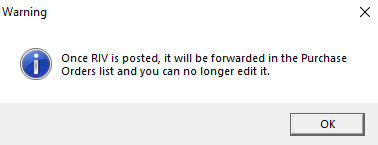 Warning
Once RIV is posted, it will be forwarded in the Purchase
Orders list and you can no longer edit it.
OK